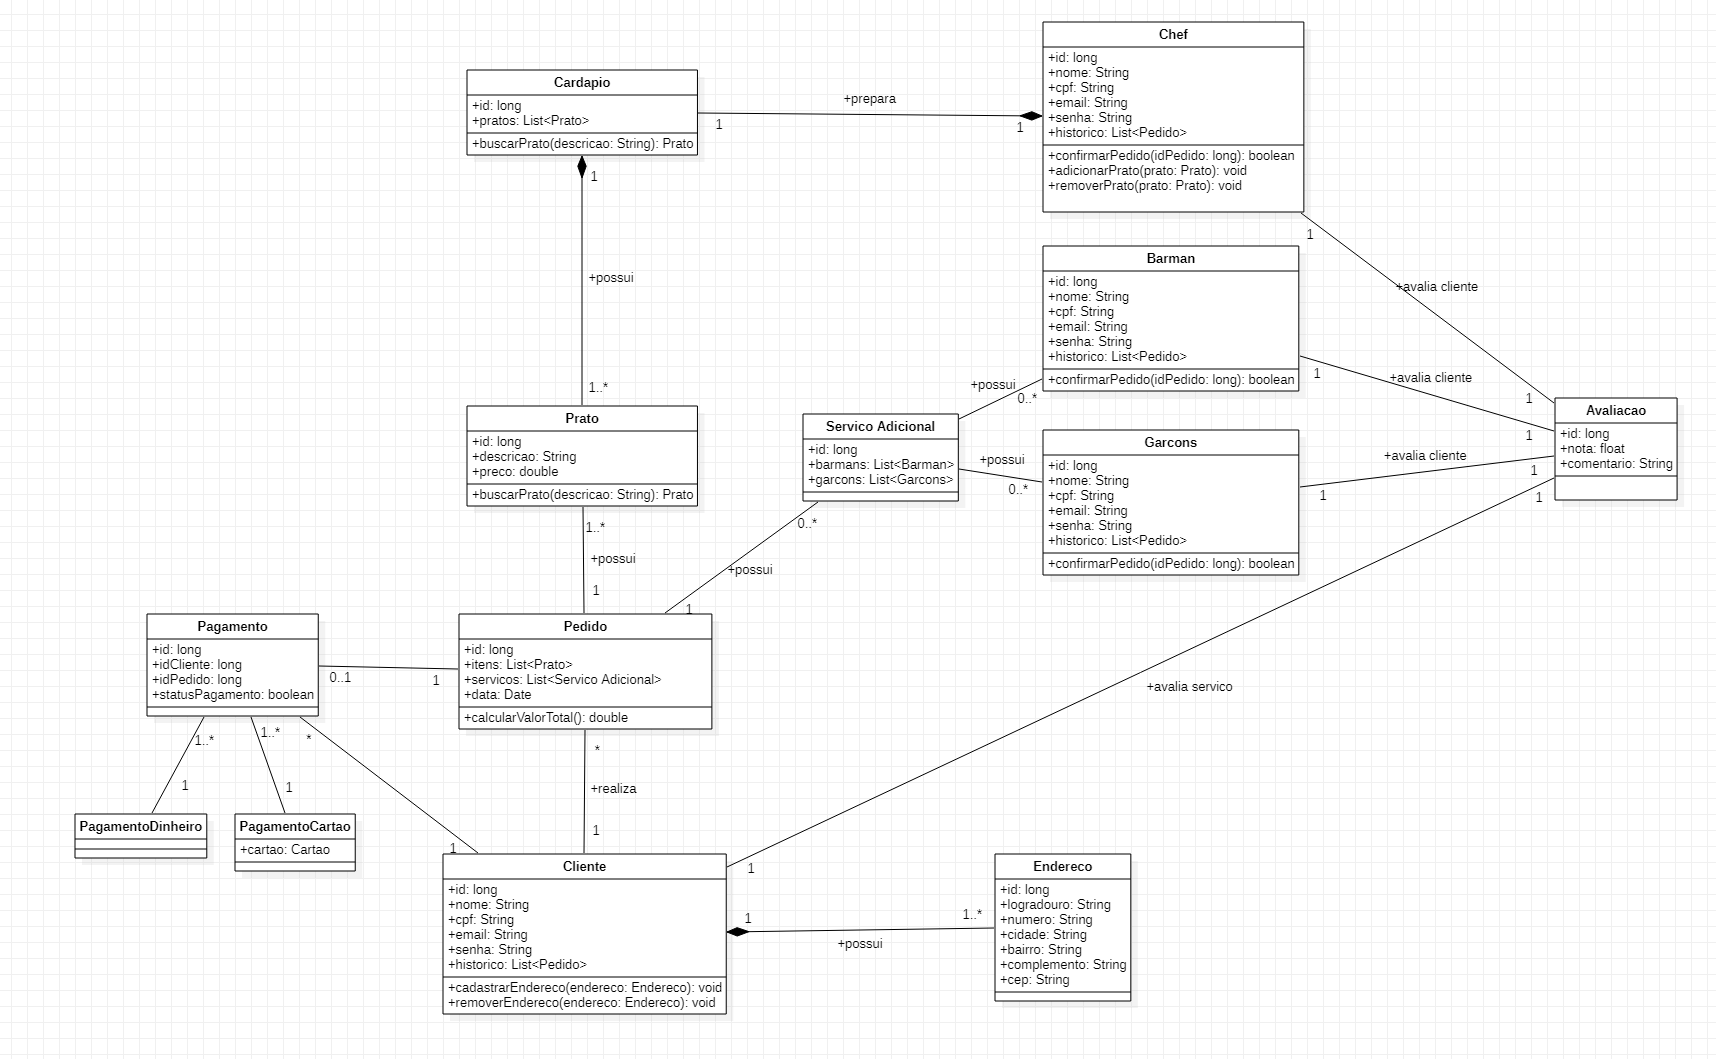 Chef
+id: long
+nome: String
+cpf: String
+email: String
+senha: String
+historico: List<Pedido>
+confirmarPedido(idPedido: long): boolean
+adicionarPrato(prato: Prato): void
+removerPrato(prato: Prato): void
Cardapio
+id: long
+pratos: List<Prato>
+buscarPrato(descricao: String): Prato
+prepara
1
1
1
+possui
1..*
1
+avalia cliente
1
Barman
+id: long
+nome: String
+cpf: String
+email: String
+senha: String
+historico: List<Pedido>
+confirmarPedido(idPedido: long): boolean
1
+avalia cliente
1
+possui
0..*
Prato
+id: long
+descricao: String
+preco: double
+buscarPrato(descricao: String): Prato
Servico Adicional
+id: long
+barmans: List<Barman>
+garcons: List<Garcons>
+possui
0..*
Garcons
+id: long
+nome: String
+cpf: String
+email: String
+senha: String
+historico: List<Pedido>
+confirmarPedido(idPedido: long): boolean
1
+avalia cliente
1
Avaliacao
+id: long
+nota: float
+comentario: String
1
1..*
+possui
1
0..*
+possui
1
Pagamento
+id: long
+idCliente: long
+idPedido: long
+statusPagamento: boolean
0..1
1
Pedido
+id: long
+itens: List<Prato>
+servicos: List<Servico Adicional>
+data: Date
+calcularValorTotal(): double
+avalia servico
1..*
1
1..*
1
*
1
*
+realiza
1
PagamentoDinheiro
PagamentoCartao
+cartao: Cartao
Cliente
+id: long
+nome: String
+cpf: String
+email: String
+senha: String
+historico: List<Pedido>
+cadastrarEndereco(endereco: Endereco): void
+removerEndereco(endereco: Endereco): void
1
1
+possui
1..*
Endereco
+id: long
+logradouro: String
+numero: String
+cidade: String
+bairro: String
+complemento: String
+cep: String